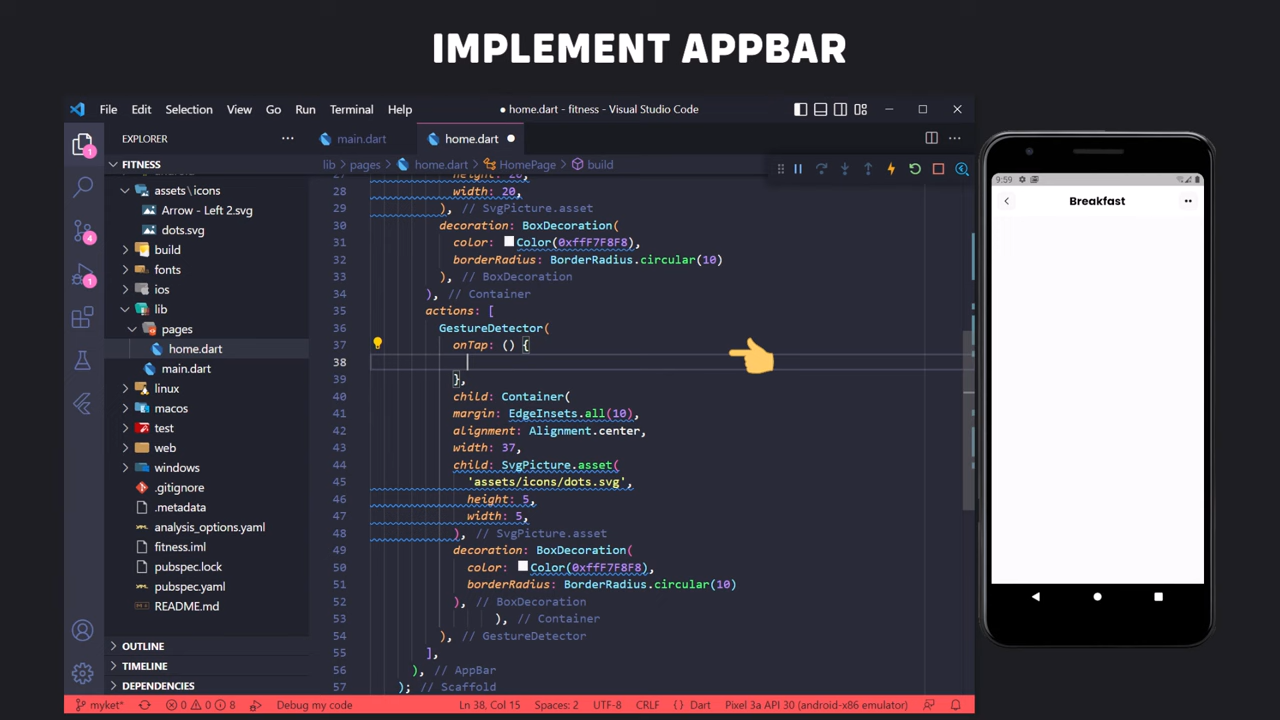 IMPLEMENT APPBAR
File Edit Selection View Go Run Terminal Help
● home.dart - fitness - Visual Studio Code
EXPLORER
main.dart
home.dart
FITNESS
lib > pages > home.dart > HomePage > build
assets\icons
Arrow - Left 2.svg
dots.svg
build
fonts
ios
lib
pages
home.dart
main.dart
linux
macos
test
web
windows
.gitignore
.metadata
analysis_options.yaml
fitness.iml
pubspec.lock
pubspec.yaml
README.md
OUTLINE
TIMELINE
DEPENDENCIES
1
4
1
28 width: 20,
29 ), // SvgPicture.asset
30 decoration: BoxDecoration(
31 color: Color(0xffF7F8F8),
32 borderRadius: BorderRadius.circular(10)
33 ), // BoxDecoration
34 ), // Container
35 actions: [
36 GestureDetector(
37 onTap: () {
38
39 },
40 child: Container(
41 margin: EdgeInsets.all(10),
42 alignment: Alignment.center,
43 width: 37,
44 child: SvgPicture.asset(
45 'assets/icons/dots.svg',
46 height: 5,
47 width: 5,
48 ), // SvgPicture.asset
49 decoration: BoxDecoration(
50 color: Color(0xffF7F8F8),
51 borderRadius: BorderRadius.circular(10)
52 ), // BoxDecoration
53 ), // Container
54 ), // GestureDetector
55 ],
56 ), // AppBar
57 ); // Scaffold
myket* 0 0 8 Debug my code Ln 38, Col 15 Spaces: 2 UTF-8 CRLF {} Dart Pixel 3a API 30 (android-x86 emulator)
9:59
Breakfast